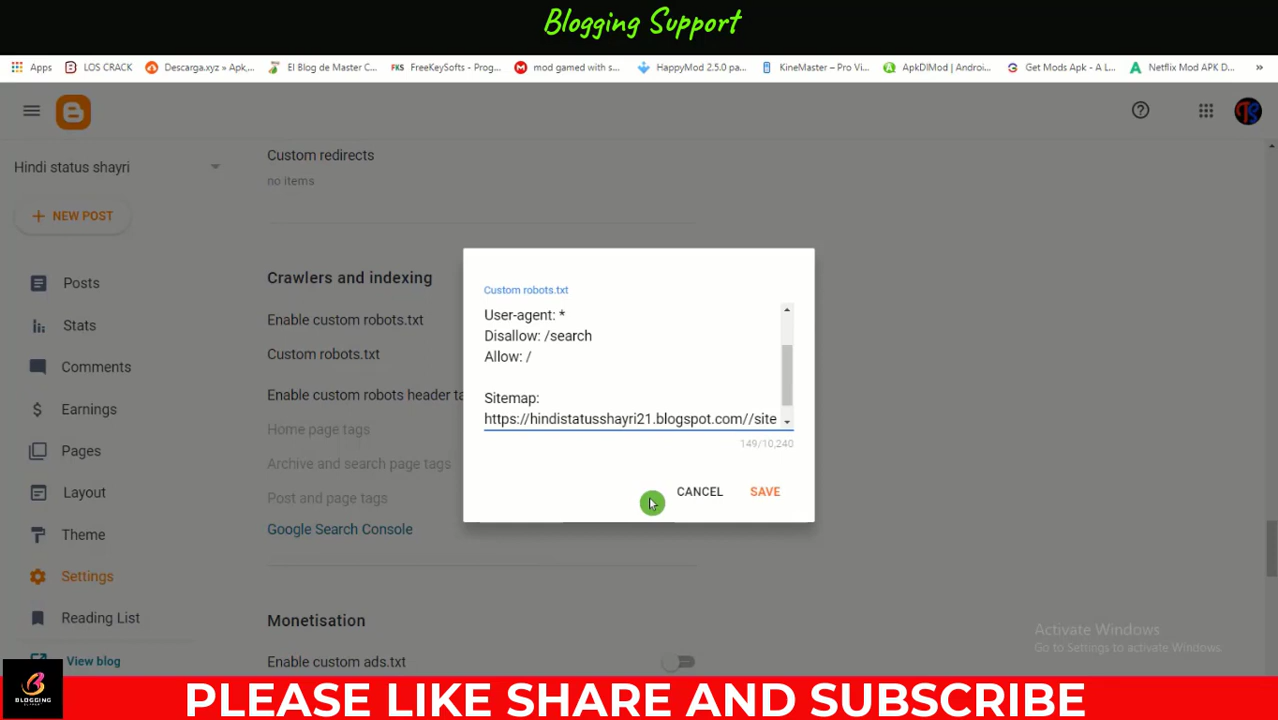 Blogging Support
Apps
LOS CRACK
Descarga.xyz » Apk,...
El Blog de Master C...
FKS FreeKeySofts - Prog...
mod gamed with s...
HappyMod 2.5.0 pa...
KineMaster – Pro Vi...
ApkDlMod | Androi...
Get Mods Apk - A L...
Netflix Mod APK D...
»
Hindi status shayri
NEW POST
Posts
Stats
Comments
Earnings
Pages
Layout
Theme
Settings
Reading List
View blog
Custom redirects
no items
Crawlers and indexing
Enable custom robots.txt
Custom robots.txt
Enable custom robots header ta
Home page tags
Archive and search page tags
Post and page tags
Google Search Console
Monetisation
Enable custom ads.txt
Custom robots.txt
User-agent: *
Disallow: /search
Allow: /
Sitemap:
https://hindistatusshayri21.blogspot.com//site
149/10,240
CANCEL
SAVE
Activate Windows
Go to Settings to activate Windows.
BLOGGING
PLEASE LIKE SHARE AND SUBSCRIBE